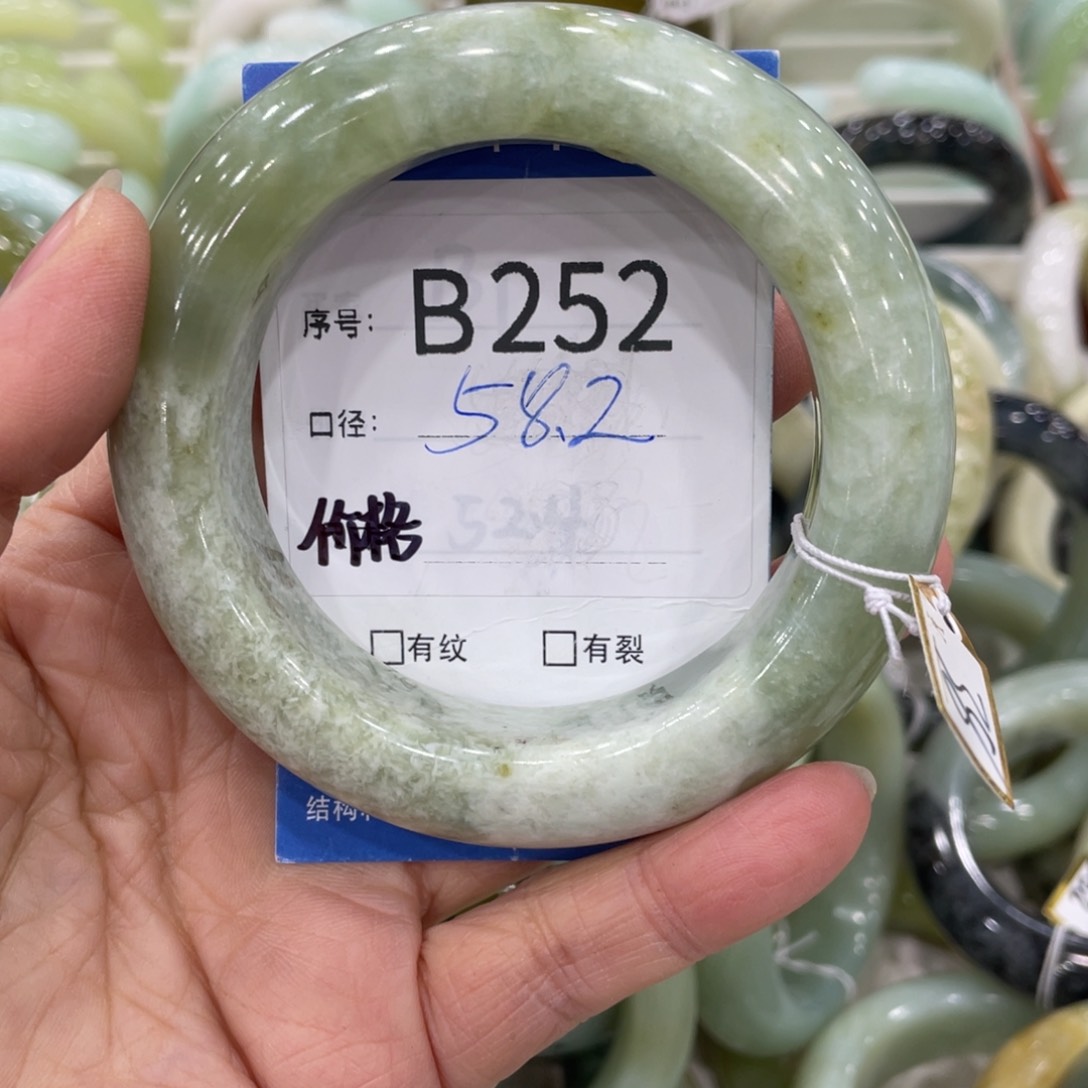 序号: B252
口径: 58.2
价格
□有纹 □有裂
结构